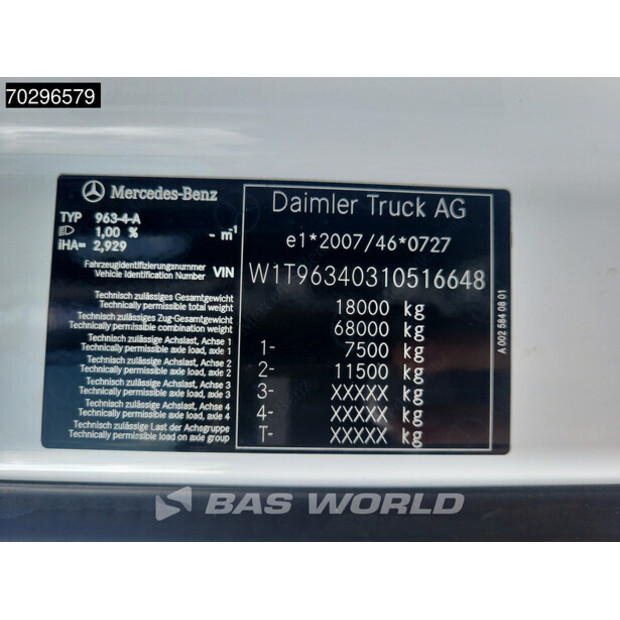 70296579
Mercedes-Benz
TYP 963-4-A
1,00 % - m-1
iHA= 2,929
Fahrzeugidentifizierungsnummer
Vehicle Identification Number VIN
Technisch zulässiges Gesamtgewicht
Technically permissible total weight
Technisch zulässiges Zug-Gesamtgewicht
Technically permissible combination weight
Technisch zulässige Achslast, Achse 1
Technically permissible axle load, axle 1
Technisch zulässige Achslast, Achse 2
Technically permissible axle load, axle 2
Technisch zulässige Achslast, Achse 3
Technically permissible axle load, axle 3
Technisch zulässige Achslast, Achse 4
Technically permissible axle load, axle 4
Technisch zulässige Last der Achsgruppe
Technically permissible load on axle group
Daimler Truck AG
e1*2007/46*0727
W1T96340310516648
18000 kg
68000 kg
1- 7500 kg
2- 11500 kg
3- XXXXX kg
4- XXXXX kg
T- XXXXX kg
A 002 584 08 01
BAS WORLD